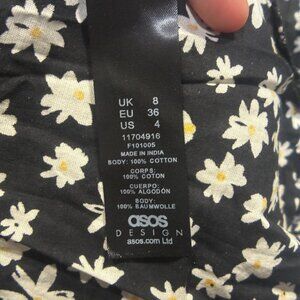 UK 8
EU 36
US 4
11704916
F101005
MADE IN INDIA
BODY: 100% COTTON
CORPS:
100% COTON
CUERPO:
100% ALGODÓN
BODY:
100% BAUMWOLLE
asos
DESIGN
asos.com Ltd